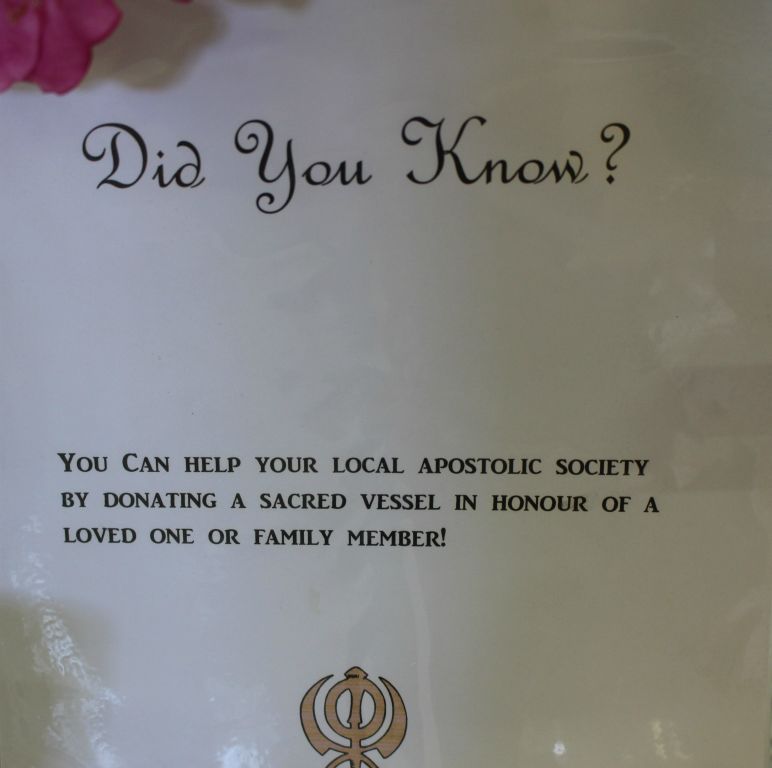 Did You Know?
You Can help your local apostolic society
by donating a sacred vessel in honour of a
loved one or family member!